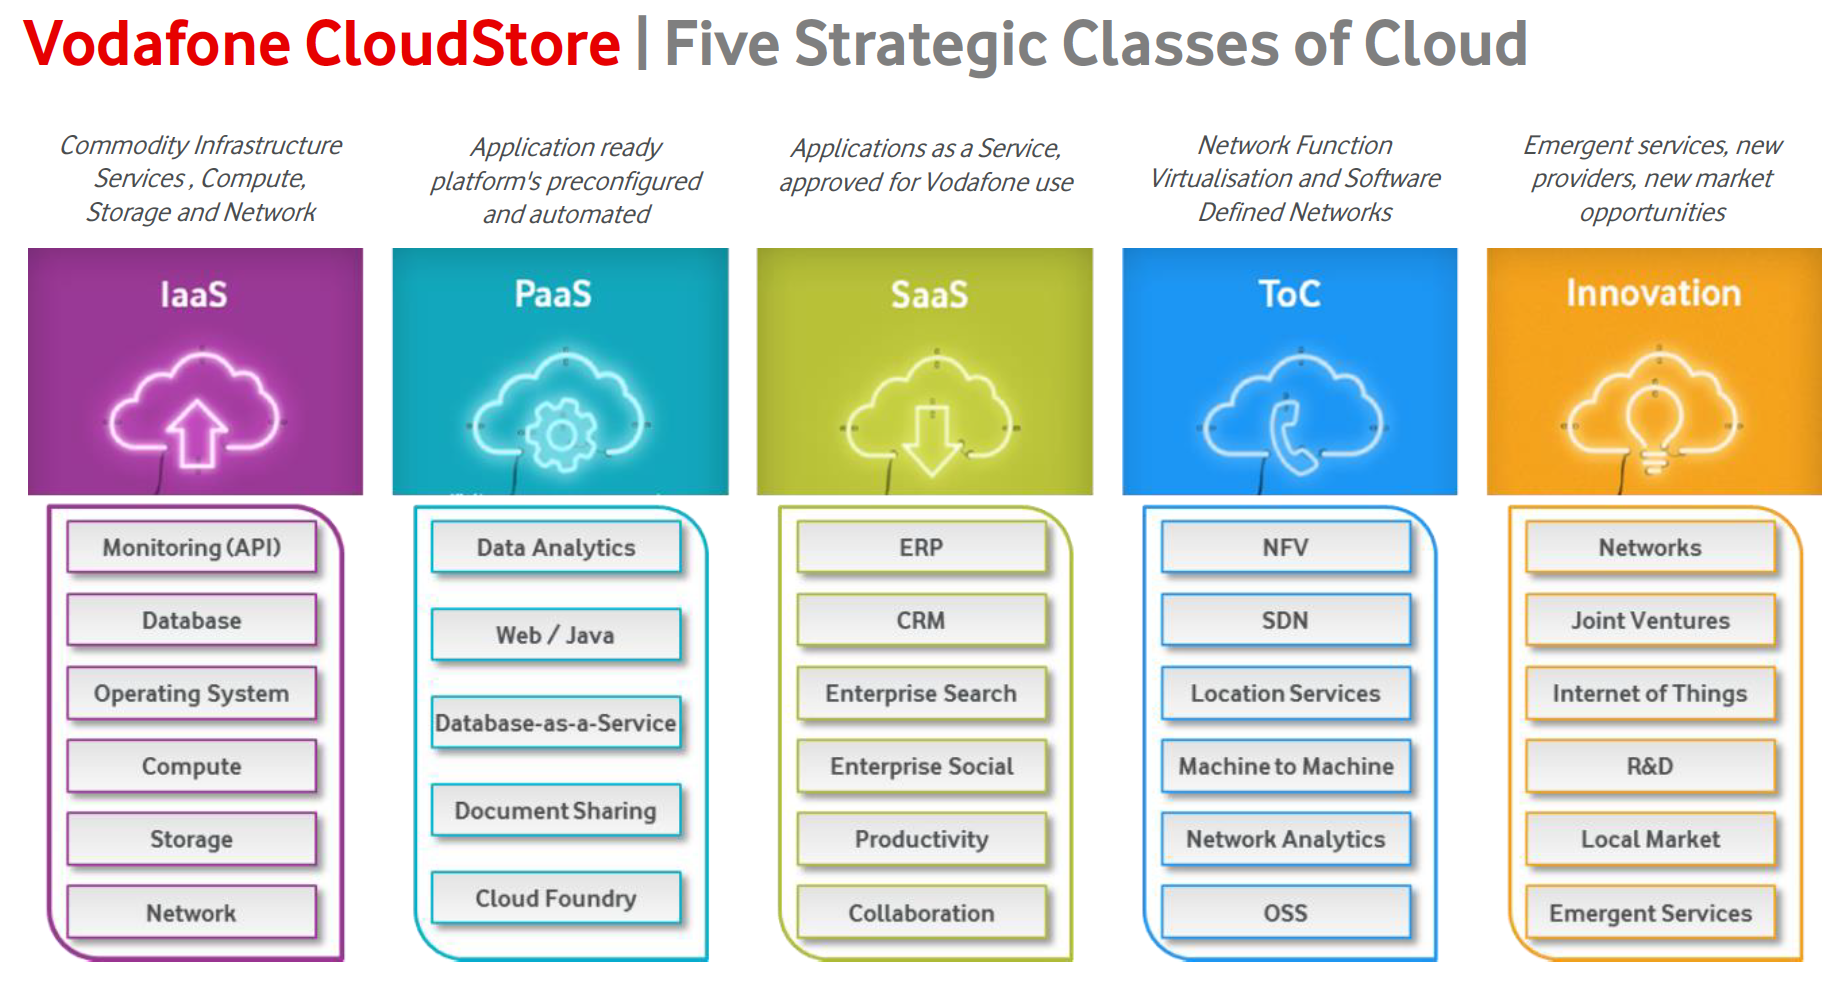 Vodafone CloudStore | Five Strategic Classes of Cloud
Commodity Infrastructure
Services , Compute,
Storage and Network
Application ready
platform's preconfigured
and automated
Applications as a Service,
approved for Vodafone use
Network Function
Virtualisation and Software
Defined Networks
Emergent services, new
providers, new market
opportunities
IaaS
PaaS
SaaS
ToC
Innovation
Monitoring (API)
Database
Operating System
Compute
Storage
Network
Data Analytics
Web / Java
Database-as-a-Service
Document Sharing
Cloud Foundry
ERP
CRM
Enterprise Search
Enterprise Social
Productivity
Collaboration
NFV
SDN
Location Services
Machine to Machine
Network Analytics
OSS
Networks
Joint Ventures
Internet of Things
R&D
Local Market
Emergent Services